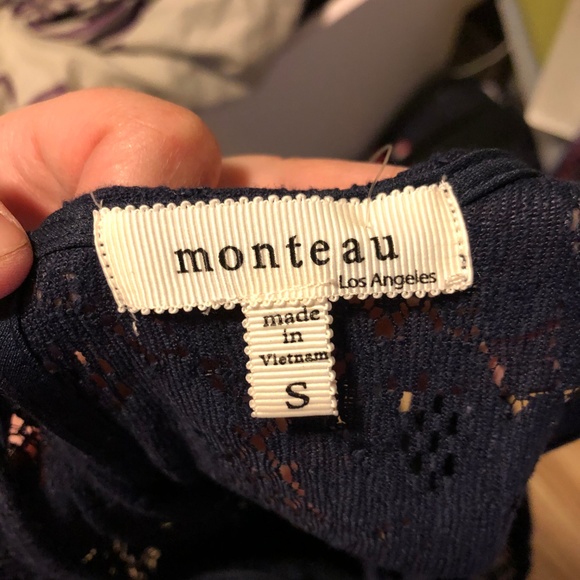 monteau
Los Angeles
made
in
Vietnam
S